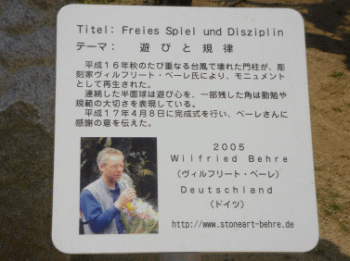 Titel: Freies Spiel und Disziplin
テーマ： 遊びと規律
平成１６年秋のたび重なる台風で壊れた門柱が、彫
刻家ヴィルフリート・ベーレ氏により、モニュメント
として再生された。
連続した半円球は遊び心を、一部残した角は勤勉や
規範の大切さを表現している。
平成１７年４月８日に完成式を行い、ベーレさんに
感謝の意を伝えた。
2005
Wilfried Behre
（ヴィルフリート・ベーレ）
Deutschland
（ドイツ）
http://www.stoneart-behre.de